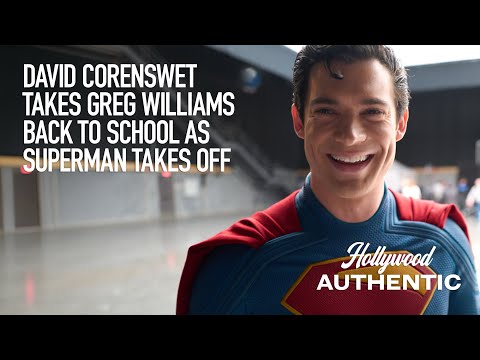 DAVID CORENSWET
TAKES GREG WILLIAMS
BACK TO SCHOOL AS
SUPERMAN TAKES OFF
Hollywood
AUTHENTIC